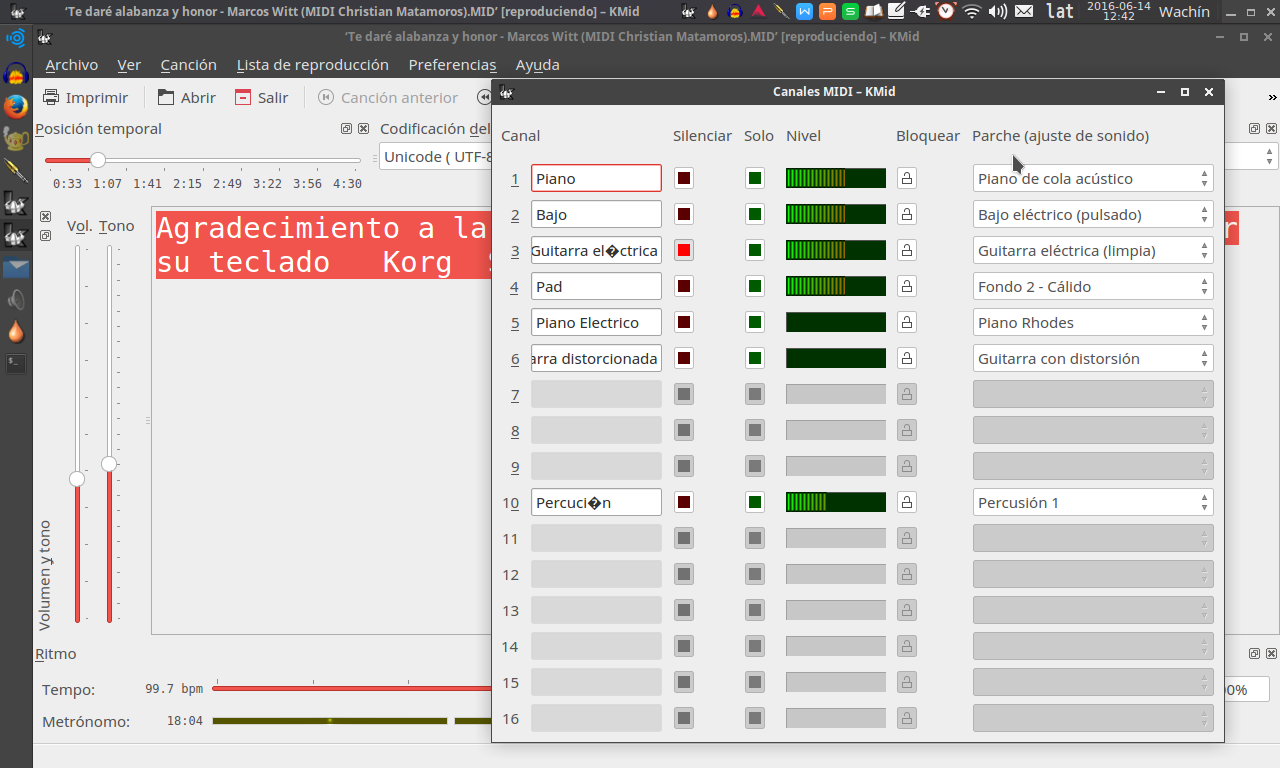 ‘Te daré alabanza y honor - Marcos Witt (MIDI Christian Matamoros).MID’ [reproduciendo] – KMid
lat
2016-06-14
12:42
Wachín
‘Te daré alabanza y honor - Marcos Witt (MIDI Christian Matamoros).MID’ [reproduciendo] – KMid
Archivo Ver Canción Lista de reproducción Preferencias Ayuda
Imprimir Abrir Salir Canción anterior
»
Posición temporal
Codificación del
Unicode ( UTF-8
0:33 1:07 1:41 2:15 2:49 3:22 3:56 4:30
Vol. Tono
Volumen y tono
Agradecimiento a la
r
su teclado Korg
Ritmo
Tempo: 99.7 bpm
00%
Metrónomo: 18:04
Canales MIDI – KMid
Canal Silenciar Solo Nivel Bloquear Parche (ajuste de sonido)
1 Piano Piano de cola acústico
2 Bajo Bajo eléctrico (pulsado)
3 Guitarra el�ctrica Guitarra eléctrica (limpia)
4 Pad Fondo 2 - Cálido
5 Piano Electrico Piano Rhodes
6 arra distorcionada Guitarra con distorsión
7
8
9
10 Percuci�n Percusión 1
11
12
13
14
15
16